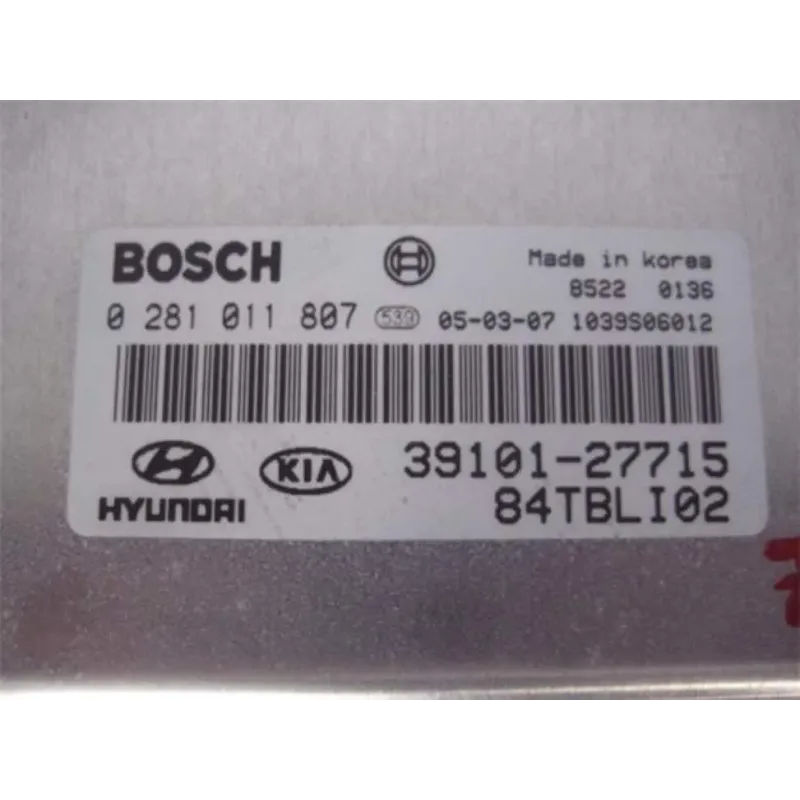 BOSCH Made in korea
8522 0136
0 281 011 807 539 05-03-07 1039S06012
KIA 39101-27715
HYUNDAI 84TBLI02